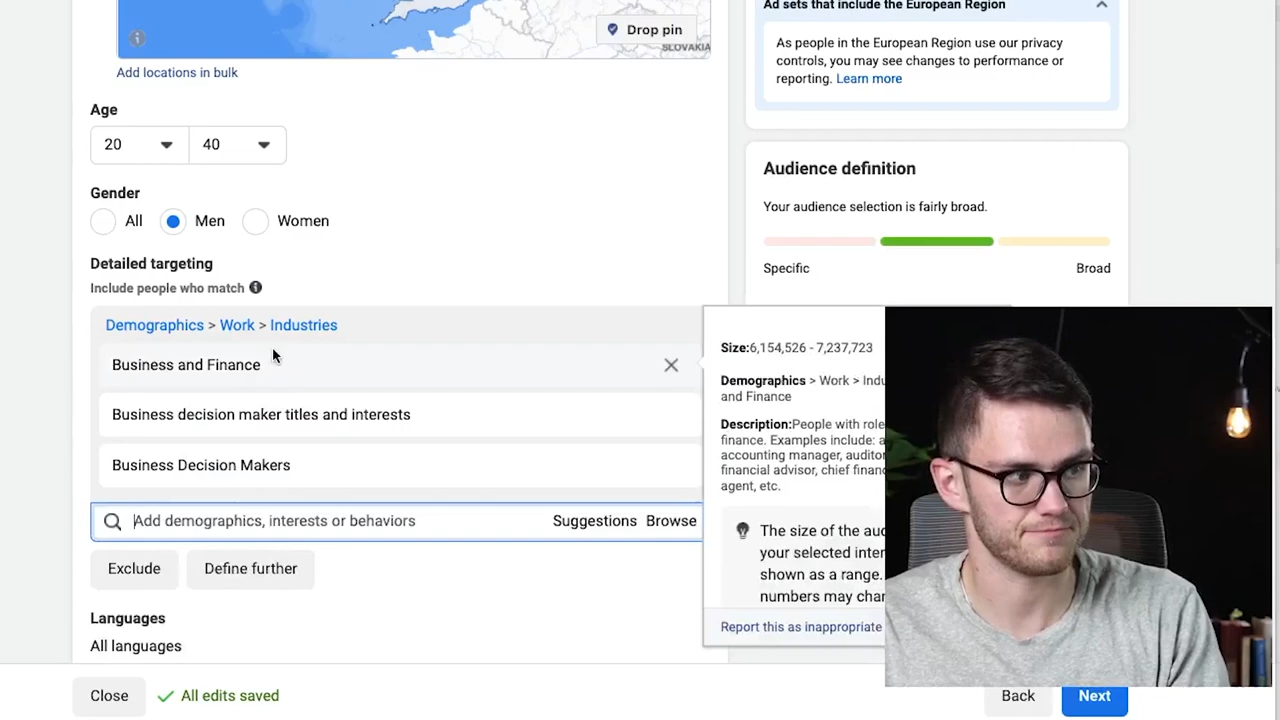 Ad sets that include the European Region
As people in the European Region use our privacy
controls, you may see changes to performance or
reporting. Learn more
Drop pin
SLOVAKIA
Add locations in bulk
Age
20
40
Gender
All
Men
Women
Detailed targeting
Include people who match
Demographics > Work > Industries
Business and Finance
Business decision maker titles and interests
Business Decision Makers
Add demographics, interests or behaviors
Suggestions
Browse
Exclude
Define further
Languages
All languages
Close
All edits saved
Audience definition
Your audience selection is fairly broad.
Specific
Broad
Size:6,154,526 - 7,237,723
Demographics > Work >
and Finance
Description:People with role
finance. Examples include:
accounting manager,
financial advisor, chief
agent, etc.
The size of the
your selected
shown as a range.
numbers may
Report this as inappropriate
Back
Next